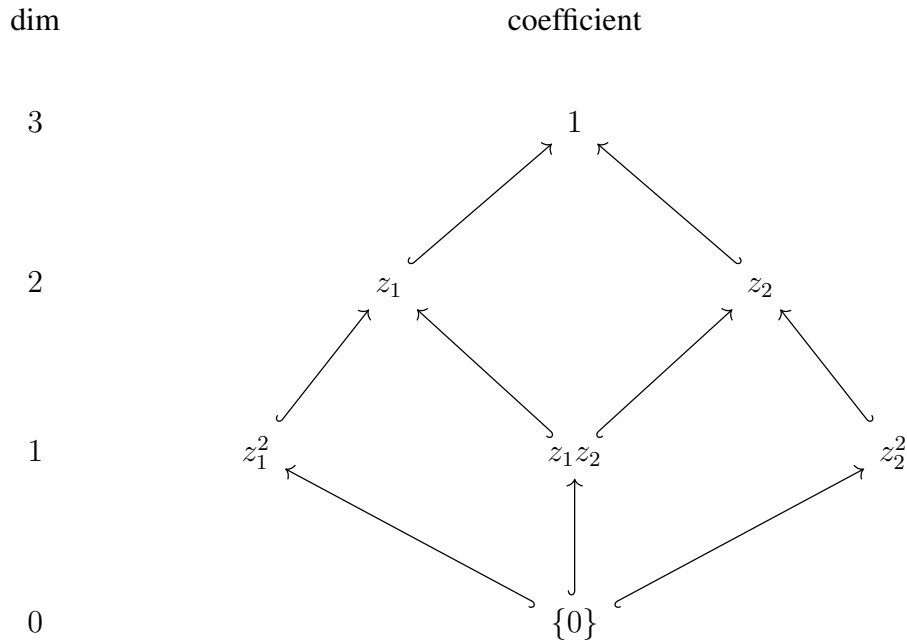 dim coefficient
3 1
2 z₁ z₂
1 z₁² z₁z₂ z₂²
0 {0}